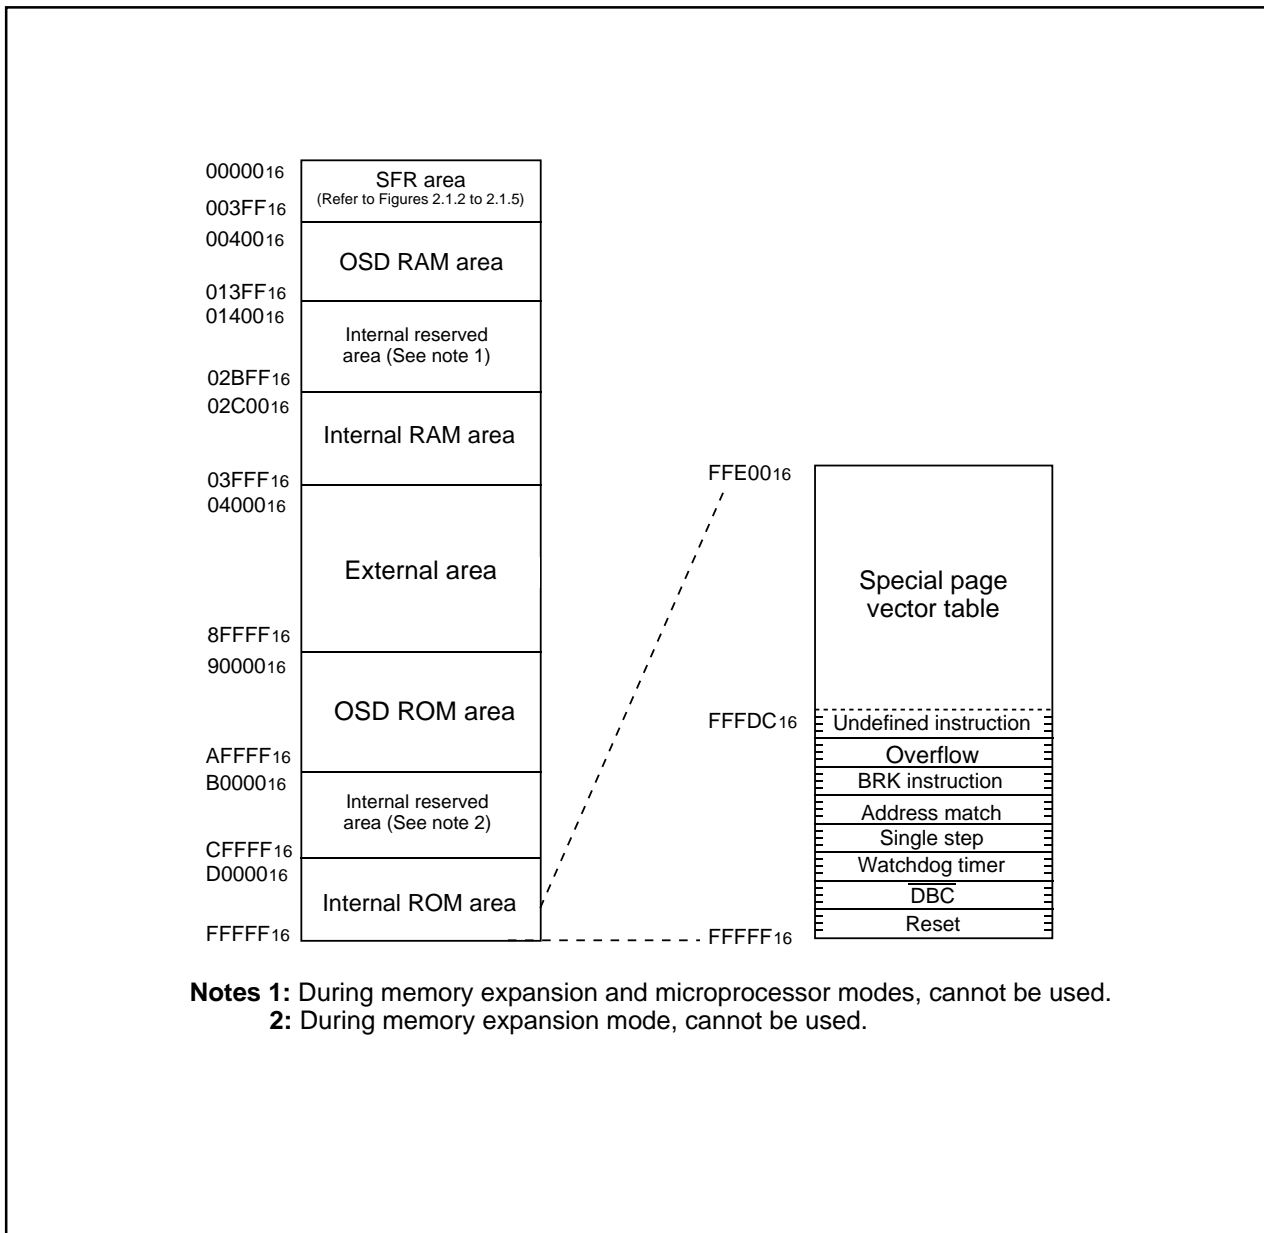 0000016
SFR area
(Refer to Figures 2.1.2 to 2.1.5)
003FF16
0040016
OSD RAM area
013FF16
0140016
Internal reserved
area (See note 1)
02BFF16
02C0016
Internal RAM area
03FFF16
0400016
External area
8FFFF16
9000016
OSD ROM area
AFFFF16
B000016
Internal reserved
area (See note 2)
CFFFF16
D000016
Internal ROM area
FFFFF16
FFE0016
Special page
vector table
FFFDC16
Undefined instruction
Overflow
BRK instruction
Address match
Single step
Watchdog timer
DBC
Reset
FFFFF16
Notes 1: During memory expansion and microprocessor modes, cannot be used.
2: During memory expansion mode, cannot be used.